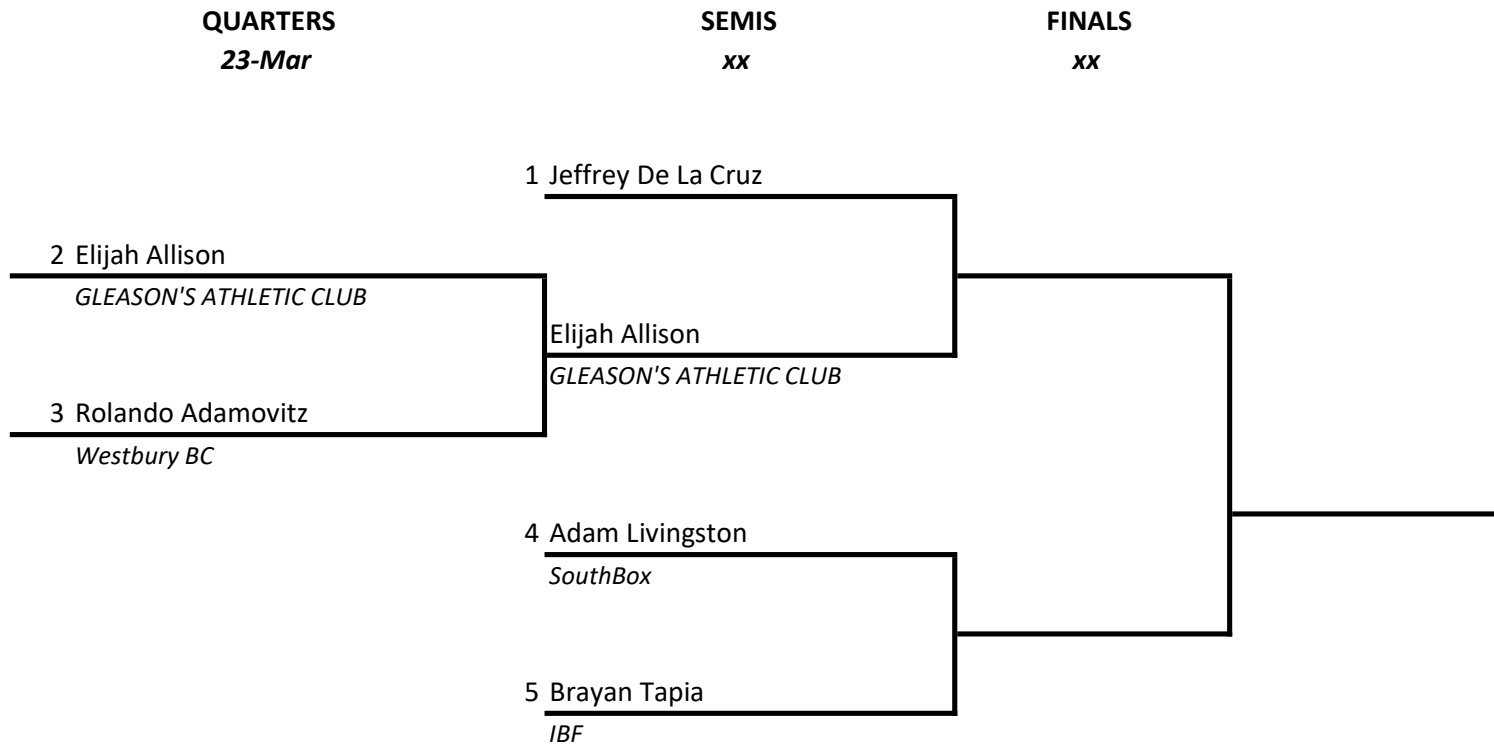 QUARTERS SEMIS FINALS
23-Mar xx xx
1 Jeffrey De La Cruz
2 Elijah Allison
GLEASON'S ATHLETIC CLUB
Elijah Allison
GLEASON'S ATHLETIC CLUB
3 Rolando Adamovitz
Westbury BC
4 Adam Livingston
SouthBox
5 Brayan Tapia
IBF